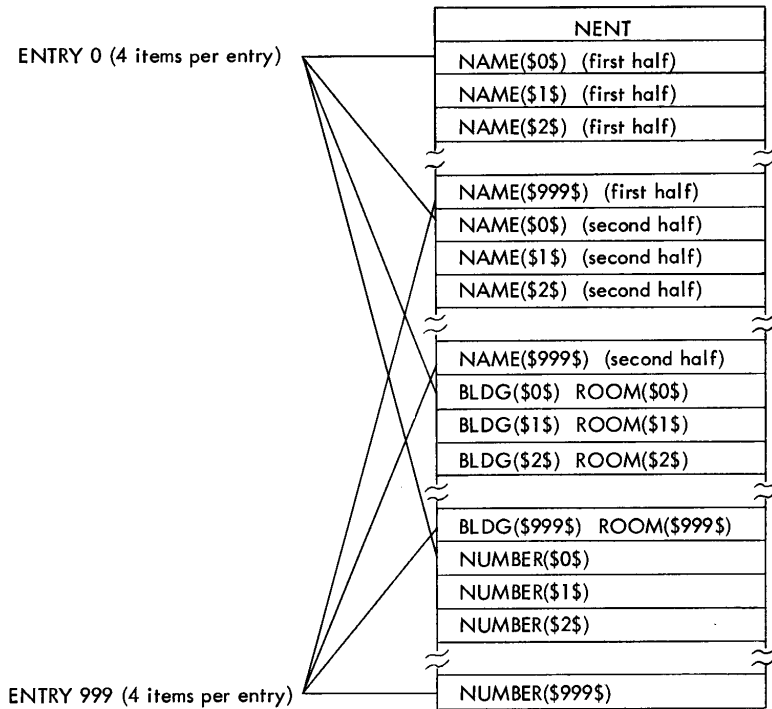 NENT
ENTRY 0 (4 items per entry)
NAME($0$) (first half)
NAME($1$) (first half)
NAME($2$) (first half)
NAME($999$) (first half)
NAME($0$) (second half)
NAME($1$) (second half)
NAME($2$) (second half)
NAME($999$) (second half)
BLDG($0$) ROOM($0$)
BLDG($1$) ROOM($1$)
BLDG($2$) ROOM($2$)
BLDG($999$) ROOM($999$)
NUMBER($0$)
NUMBER($1$)
NUMBER($2$)
ENTRY 999 (4 items per entry)
NUMBER($999$)